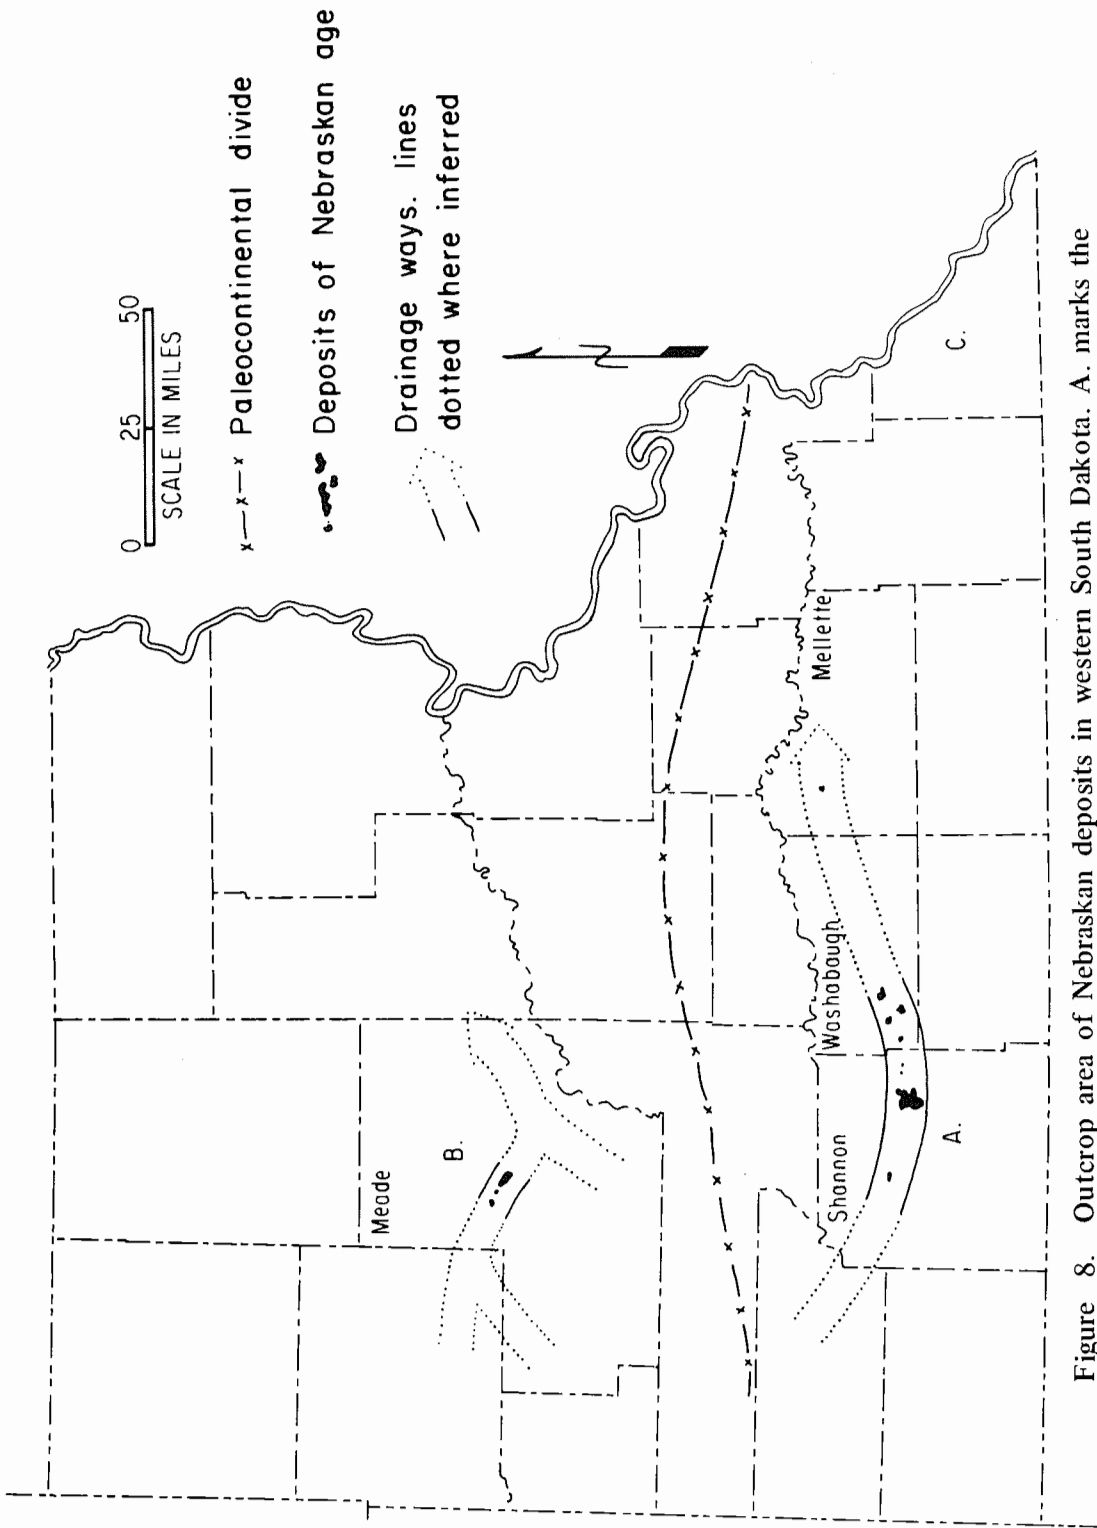 0 25 50
SCALE IN MILES
x—x—x Paleocontinental divide
Deposits of Nebraskan age
Drainage ways. lines
dotted where inferred
Meade
B.
Shannon
Washabaugh
Mellette
A.
C.
Figure 8. Outcrop area of Nebraskan deposits in western South Dakota. A. marks the